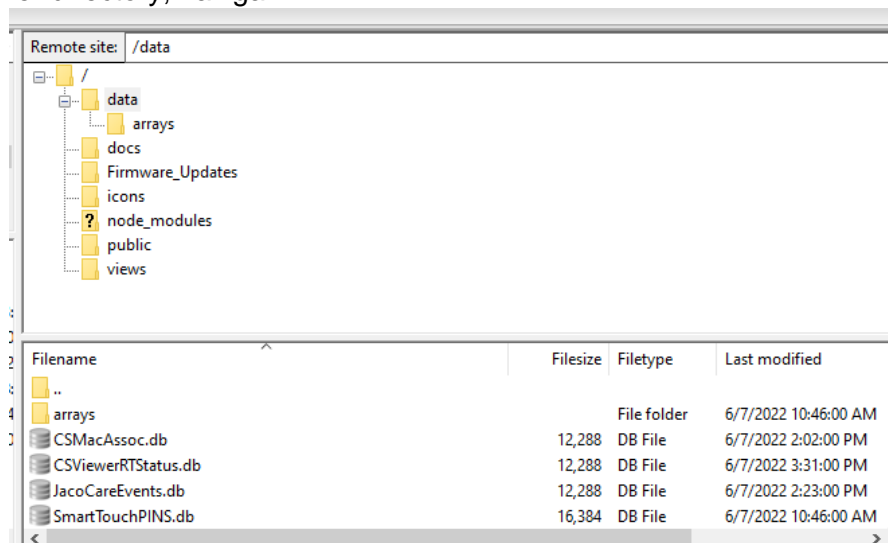 Remote site: /data
/
data
arrays
docs
Firmware_Updates
icons
? node_modules
public
views
Filename Filesize Filetype Last modified
..
arrays File folder 6/7/2022 10:46:00 AM
CSMacAssoc.db 12,288 DB File 6/7/2022 2:02:00 PM
CSViewerRTStatus.db 12,288 DB File 6/7/2022 3:31:00 PM
JacoCareEvents.db 12,288 DB File 6/7/2022 2:23:00 PM
SmartTouchPINS.db 16,384 DB File 6/7/2022 10:46:00 AM